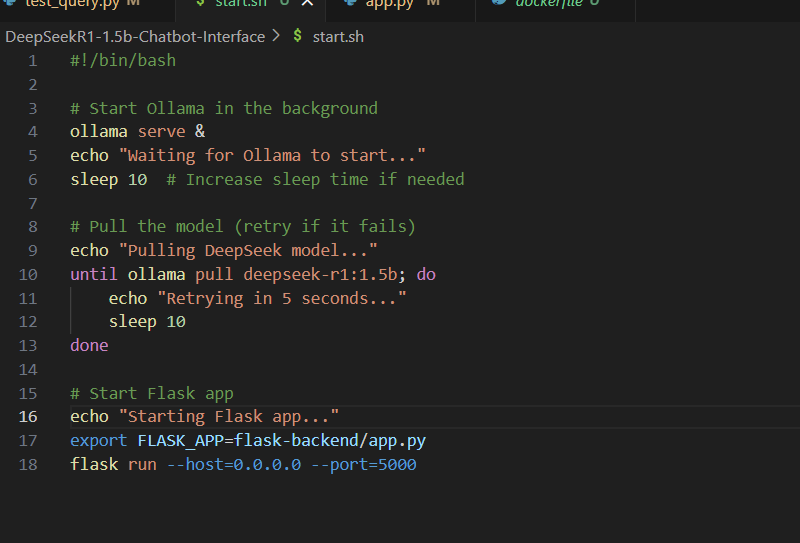 test_query.py M $ start.sh U app.py M dockerfile U
DeepSeekR1-1.5b-Chatbot-Interface > $ start.sh
1 #!/bin/bash
2
3 # Start Ollama in the background
4 ollama serve &
5 echo "Waiting for Ollama to start..."
6 sleep 10  # Increase sleep time if needed
7
8 # Pull the model (retry if it fails)
9 echo "Pulling DeepSeek model..."
10 until ollama pull deepseek-r1:1.5b; do
11     echo "Retrying in 5 seconds..."
12     sleep 10
13 done
14
15 # Start Flask app
16 echo "Starting Flask app..."
17 export FLASK_APP=flask-backend/app.py
18 flask run --host=0.0.0.0 --port=5000